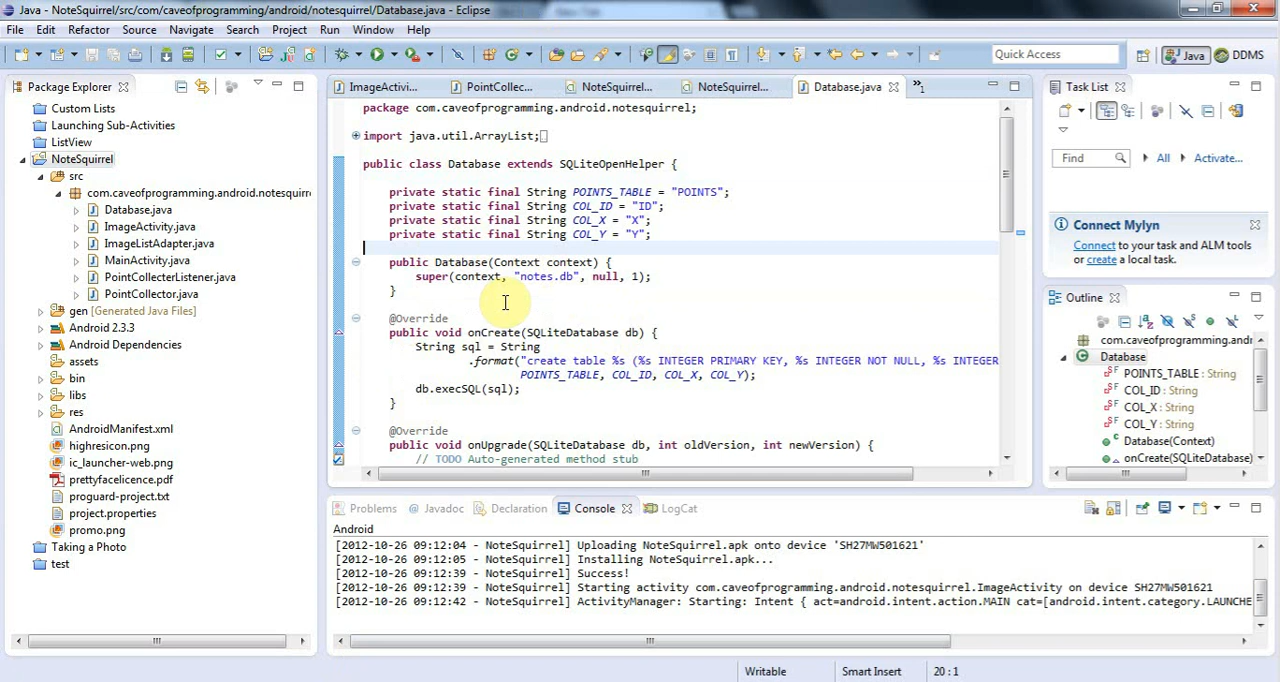 Java - NoteSquirrel/src/com/caveofprogramming/android/notesquirrel/Database.java - Eclipse
File Edit Refactor Source Navigate Search Project Run Window Help
Quick Access
Java
DDMS
Package Explorer
Custom Lists
Launching Sub-Activities
ListView
NoteSquirrel
src
com.caveofprogramming.android.notesquirre
Database.java
ImageActivity.java
ImageListAdapter.java
MainActivity.java
PointCollecterListener.java
PointCollector.java
gen [Generated Java Files]
Android 2.3.3
Android Dependencies
assets
bin
libs
res
AndroidManifest.xml
highresicon.png
ic_launcher-web.png
prettyfacelicence.pdf
proguard-project.txt
project.properties
promo.png
Taking a Photo
test
ImageActivi... PointCollec... NoteSquirrel... NoteSquirrel... Database.java »1
package com.caveofprogramming.android.notesquirrel;
import java.util.ArrayList;
public class Database extends SQLiteOpenHelper {
private static final String POINTS_TABLE = "POINTS";
private static final String COL_ID = "ID";
private static final String COL_X = "X";
private static final String COL_Y = "Y";
public Database(Context context) {
super(context, "notes.db", null, 1);
}
@Override
public void onCreate(SQLiteDatabase db) {
String sql = String
.format("create table %s (%s INTEGER PRIMARY KEY, %s INTEGER NOT NULL, %s INTEGER
POINTS_TABLE, COL_ID, COL_X, COL_Y);
db.execSQL(sql);
}
@Override
public void onUpgrade(SQLiteDatabase db, int oldVersion, int newVersion) {
// TODO Auto-generated method stub
Task List
Find
All
Activate...
Connect Mylyn
Connect to your task and ALM tools
or create a local task.
Outline
com.caveofprogramming.andr
Database
POINTS_TABLE : String
COL_ID : String
COL_X : String
COL_Y : String
Database(Context)
onCreate(SQLiteDatabase)
Problems @ Javadoc Declaration Console LogCat
Android
[2012-10-26 09:12:04 - NoteSquirrel] Uploading NoteSquirrel.apk onto device 'SH27MW501621'
[2012-10-26 09:12:05 - NoteSquirrel] Installing NoteSquirrel.apk...
[2012-10-26 09:12:39 - NoteSquirrel] Success!
[2012-10-26 09:12:39 - NoteSquirrel] Starting activity com.caveofprogramming.android.notesquirrel.ImageActivity on device SH27MW501621
[2012-10-26 09:12:42 - NoteSquirrel] ActivityManager: Starting: Intent { act=android.intent.action.MAIN cat=[android.intent.category.LAUNCHE
Writable
Smart Insert
20 : 1